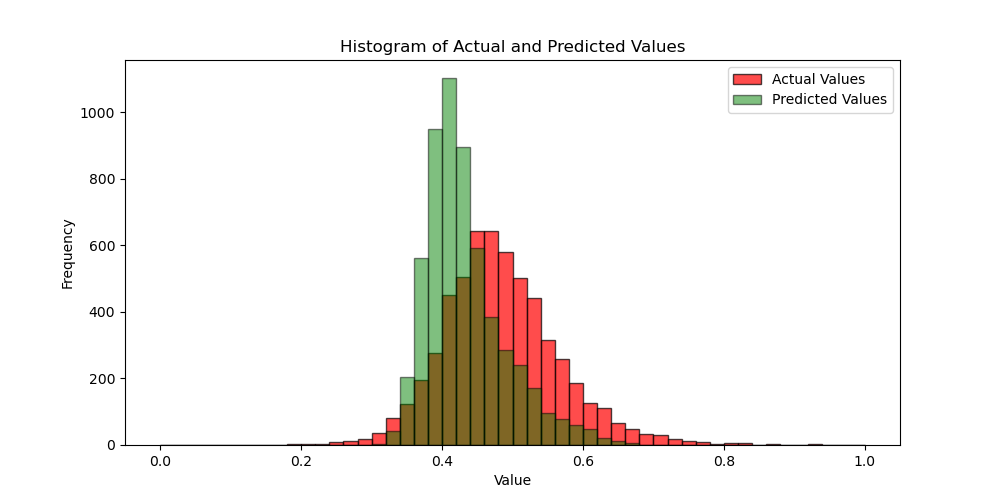 Histogram of Actual and Predicted Values
Actual Values
Predicted Values
1000
800
600
400
200
0
Frequency
0.0 0.2 0.4 0.6 0.8 1.0
Value